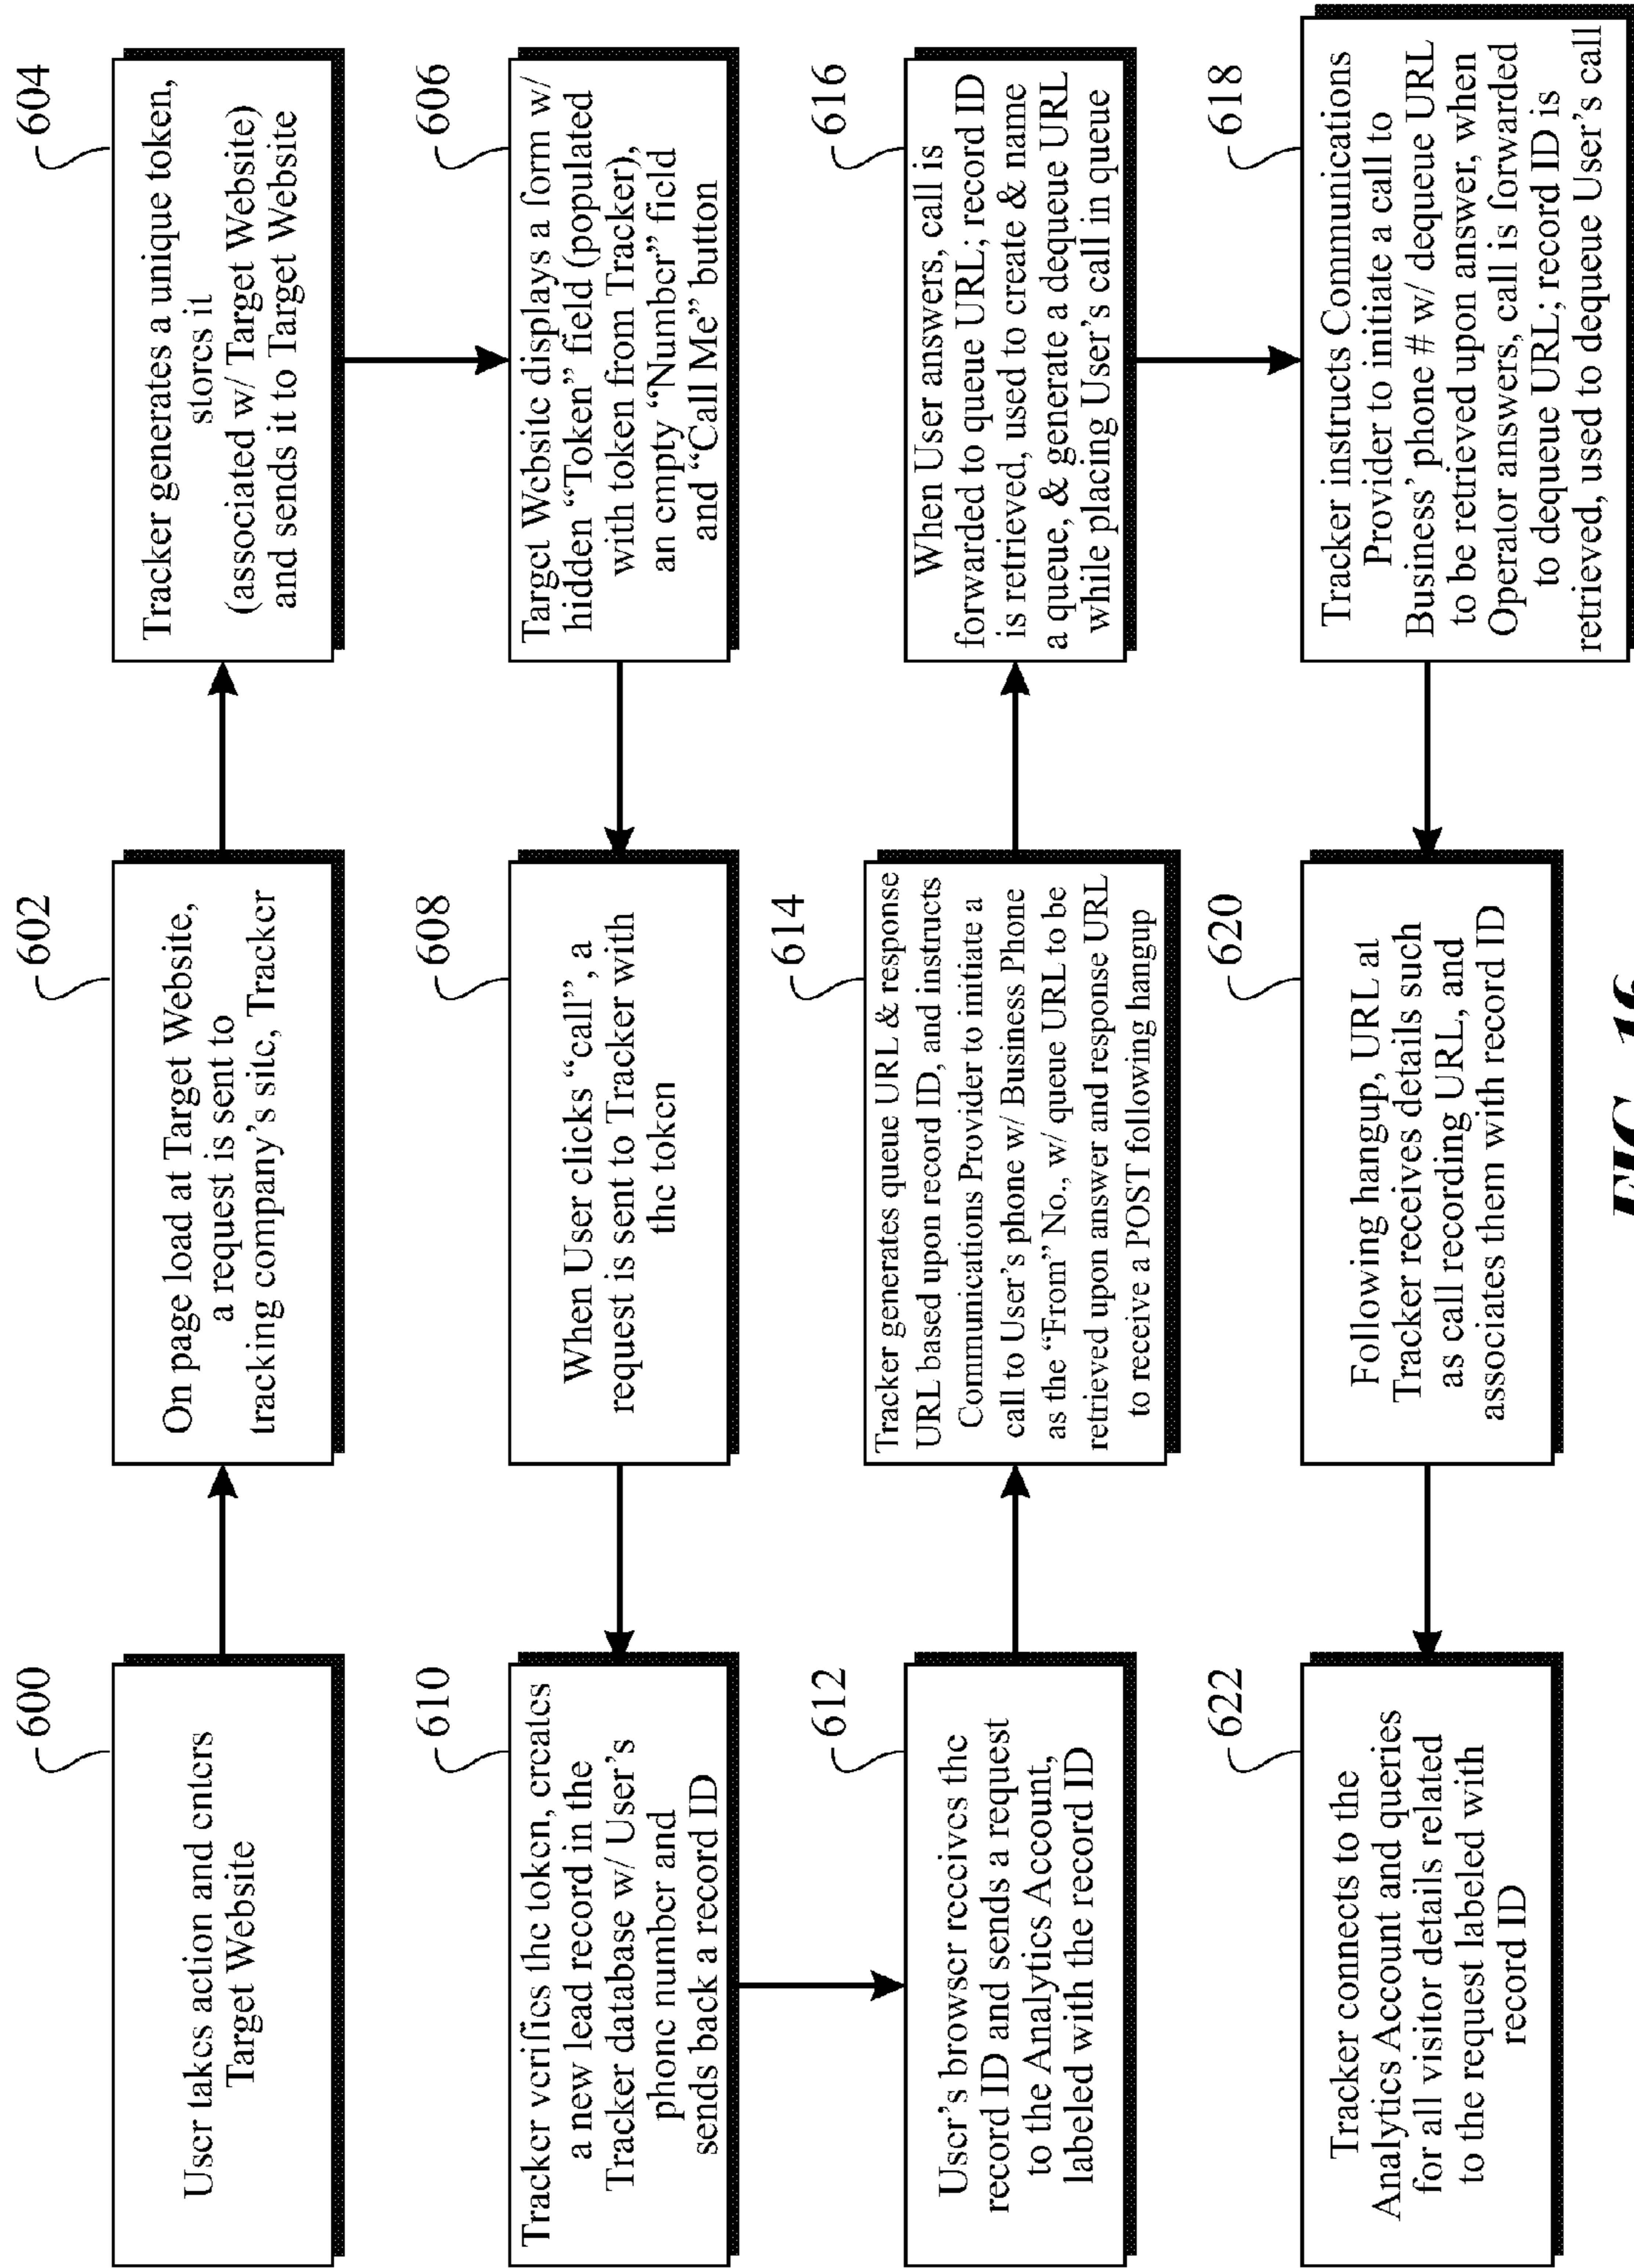 600
User takes action and enters
Target Website
602
On page load at Target Website,
a request is sent to
tracking company's site, Tracker
604
Tracker generates a unique token,
stores it
(associated w/ Target Website)
and sends it to Target Website
606
Target Website displays a form w/
hidden “Token” field (populated
with token from Tracker),
an empty “Number” field
and “Call Me” button
608
When User clicks “call”, a
request is sent to Tracker with
the token
610
Tracker verifies the token, creates
a new lead record in the
Tracker database w/ User's
phone number and
sends back a record ID
612
User's browser receives the
record ID and sends a request
to the Analytics Account,
labeled with the record ID
614
Tracker generates queue URL & response
URL based upon record ID, and instructs
Communications Provider to initiate a
call to User's phone w/ Business Phone
as the “From” No., w/ queue URL to be
retrieved upon answer and response URL
to receive a POST following hangup
616
When User answers, call is
forwarded to queue URL; record ID
is retrieved, used to create & name
a queue, & generate a dequeue URL
while placing User's call in queue
618
Tracker instructs Communications
Provider to initiate a call to
Business' phone # w/ dequeue URL
to be retrieved upon answer, when
Operator answers, call is forwarded
to dequeue URL; record ID is
retrieved, used to dequeue User's call
620
Following hangup, URL at
Tracker receives details such
as call recording URL, and
associates them with record ID
622
Tracker connects to the
Analytics Account and queries
for all visitor details related
to the request labeled with
record ID
FIG. 16